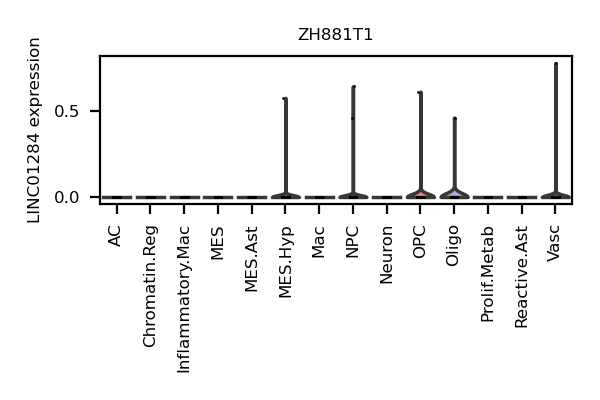 ZH881T1
LINC01284 expression
0.5
0.0
AC
Chromatin.Reg
Inflammatory.Mac
MES
MES.Ast
MES.Hyp
Mac
NPC
Neuron
OPC
Oligo
Prolif.Metab
Reactive.Ast
Vasc